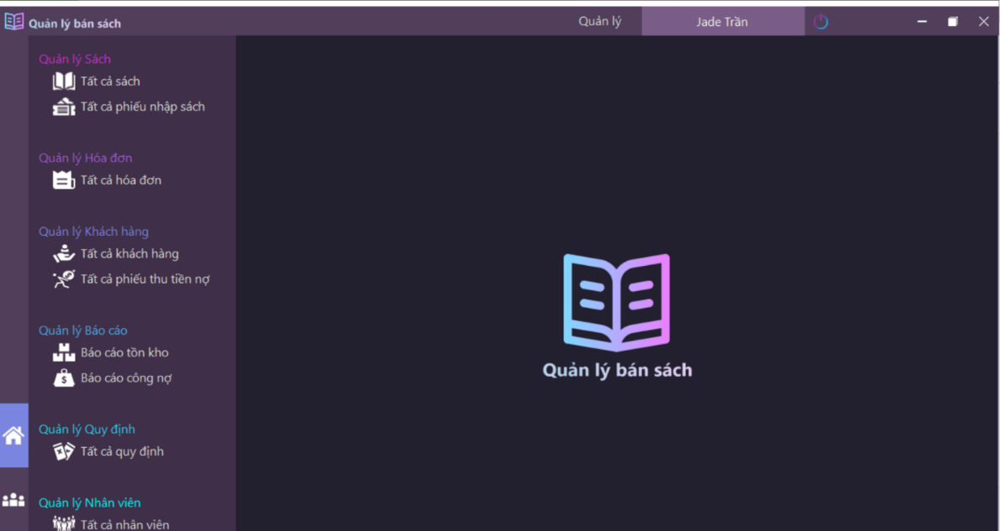 Quản lý bán sách
Quản lý
Jade Trần
Quản lý Sách
Tất cả sách
Tất cả phiếu nhập sách
Quản lý Hóa đơn
Tất cả hóa đơn
Quản lý Khách hàng
Tất cả khách hàng
Tất cả phiếu thu tiền nợ
Quản lý Báo cáo
Báo cáo tồn kho
Báo cáo công nợ
Quản lý Quy định
Tất cả quy định
Quản lý Nhân viên
Tất cả nhân viên
Quản lý bán sách